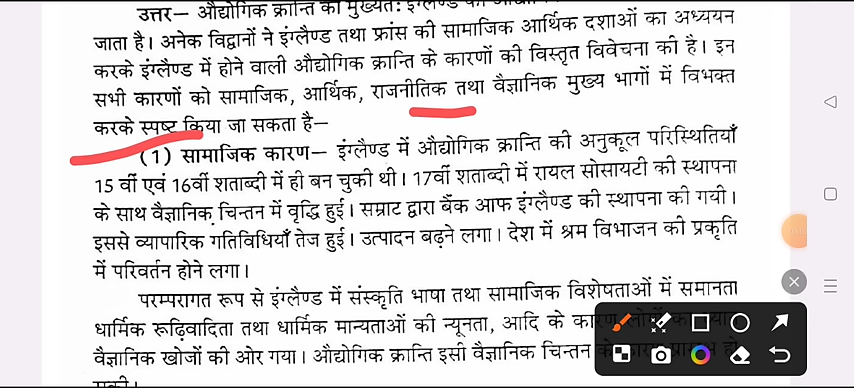 उत्तर— औद्योगिक क्रान्ति को मुख्यतः इंग्लैण्ड
जाता है। अनेक विद्वानों ने इंग्लैण्ड तथा फ्रांस की सामाजिक आर्थिक दशाओं का अध्ययन
करके इंग्लैण्ड में होने वाली औद्योगिक क्रान्ति के कारणों की विस्तृत विवेचना की है। इन
सभी कारणों को सामाजिक, आर्थिक, राजनीतिक तथा वैज्ञानिक मुख्य भागों में विभक्त
करके स्पष्ट किया जा सकता है—
(1) सामाजिक कारण— इंग्लैण्ड में औद्योगिक क्रान्ति की अनुकूल परिस्थितियाँ
15 वीं एवं 16वीं शताब्दी में ही बन चुकी थी। 17वीं शताब्दी में रायल सोसायटी की स्थापना
के साथ वैज्ञानिक चिन्तन में वृद्धि हुई। सम्राट द्वारा बैंक आफ इंग्लैण्ड की स्थापना की गयी।
इससे व्यापारिक गतिविधियाँ तेज हुई। उत्पादन बढ़ने लगा। देश में श्रम विभाजन की प्रकृति
में परिवर्तन होने लगा।
परम्परागत रूप से इंग्लैण्ड में संस्कृति भाषा तथा सामाजिक विशेषताओं में समानता
धार्मिक रूढ़िवादिता तथा धार्मिक मान्यताओं की न्यूनता, आदि के कारण
वैज्ञानिक खोजों की ओर गया। औद्योगिक क्रान्ति इसी वैज्ञानिक चिन्तन